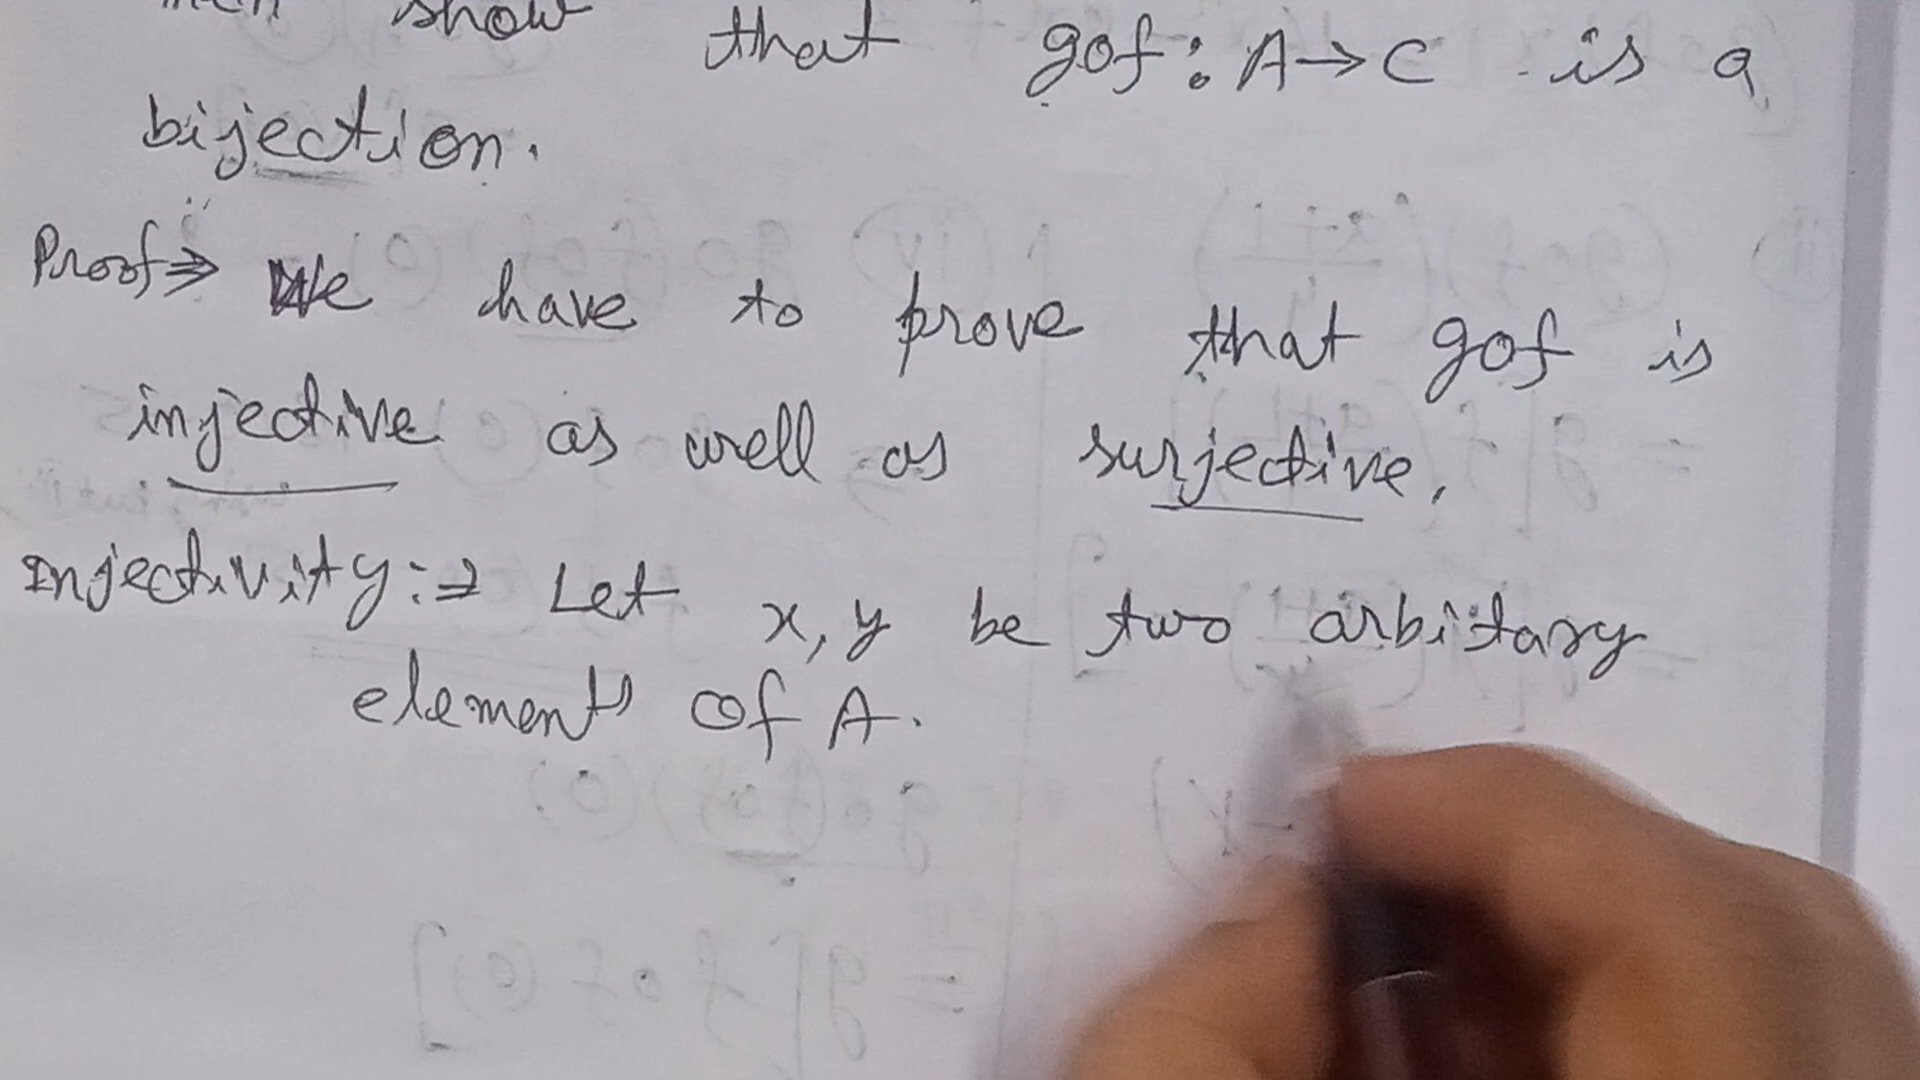 show that gof: A→C is a
bijection.
Proof⇒ We have to prove that gof is
injective as well as surjective.
Injectivity:⇒ Let x, y be two arbitary
elements of A.